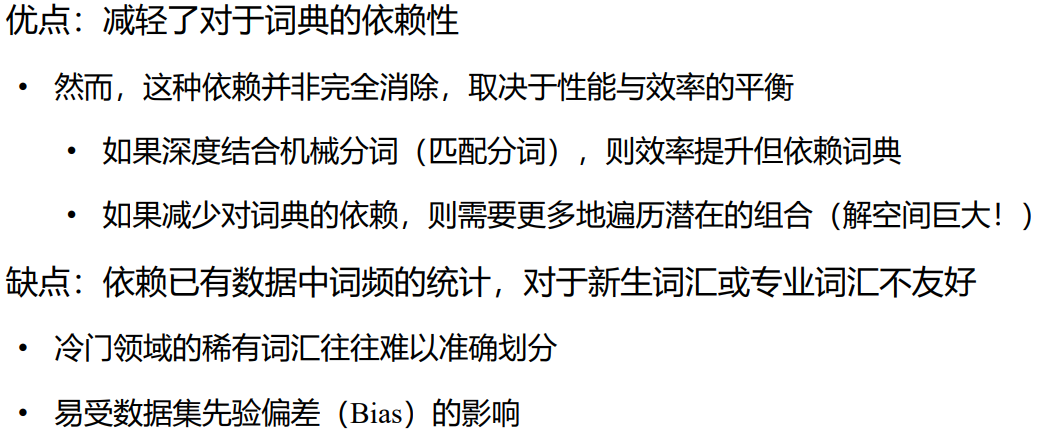 优点：减轻了对于词典的依赖性
• 然而，这种依赖并非完全消除，取决于性能与效率的平衡
• 如果深度结合机械分词（匹配分词），则效率提升但依赖词典
• 如果减少对词典的依赖，则需要更多地遍历潜在的组合（解空间巨大！）
缺点：依赖已有数据中词频的统计，对于新生词汇或专业词汇不友好
• 冷门领域的稀有词汇往往难以准确划分
• 易受数据集先验偏差（Bias）的影响